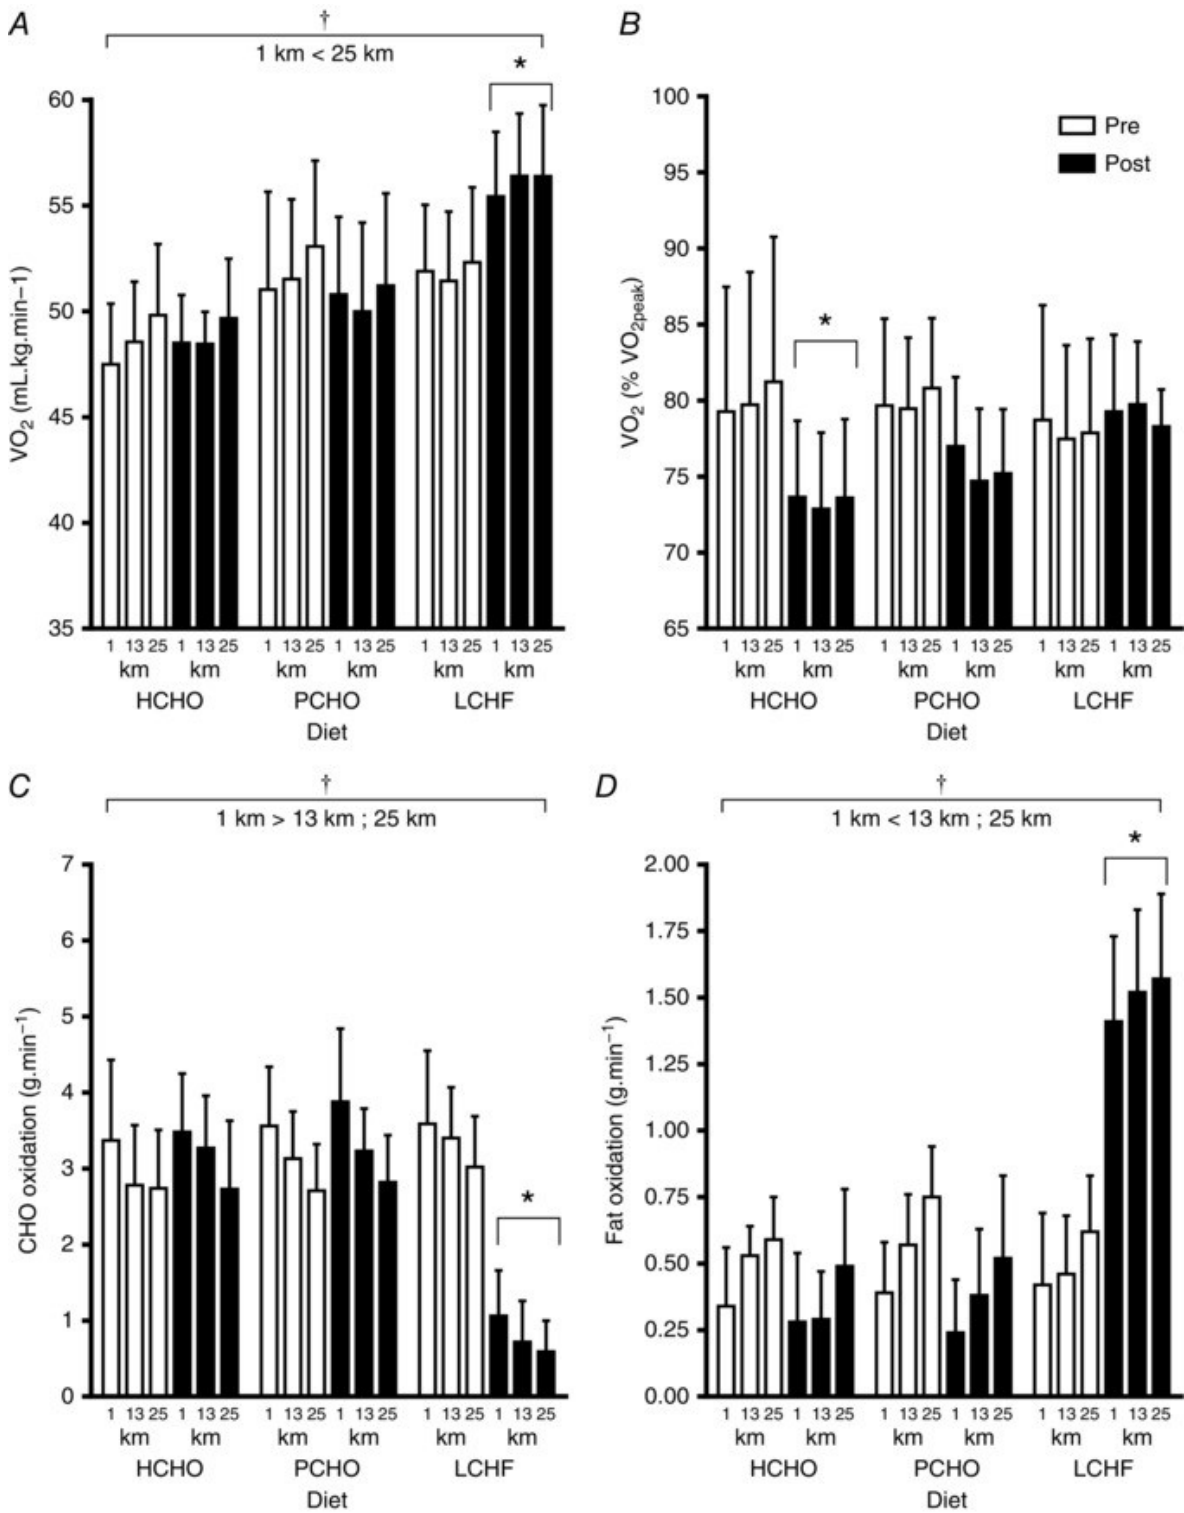 A
†
1 km < 25 km
*
VO2 (mL.kg.min−1)
60
55
50
45
40
35
1 13 25 1 13 25 1 13 25 1 13 25 1 13 25 1 13 25
km km km km km km
HCHO PCHO LCHF
Diet
B
Pre
Post
*
VO2 (% VO2peak)
100
95
90
85
80
75
70
65
1 13 25 1 13 25 1 13 25 1 13 25 1 13 25 1 13 25
km km km km km km
HCHO PCHO LCHF
Diet
C
†
1 km > 13 km ; 25 km
*
CHO oxidation (g.min−1)
7
6
5
4
3
2
1
0
1 13 25 1 13 25 1 13 25 1 13 25 1 13 25 1 13 25
km km km km km km
HCHO PCHO LCHF
Diet
D
†
1 km < 13 km ; 25 km
*
Fat oxidation (g.min−1)
2.00
1.75
1.50
1.25
1.00
0.75
0.50
0.25
0.00
1 13 25 1 13 25 1 13 25 1 13 25 1 13 25 1 13 25
km km km km km km
HCHO PCHO LCHF
Diet